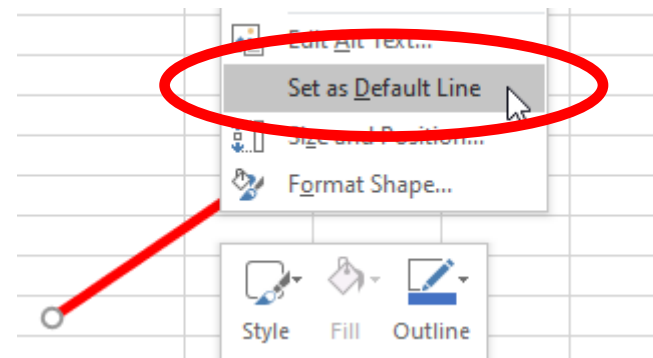 Edit Alt Text...
Set as Default Line
Size and Position...
Format Shape...
Style Fill Outline